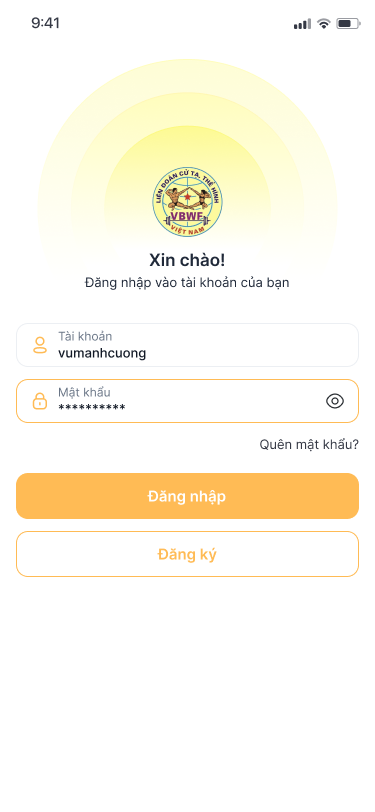 9:41
LIÊN ĐOÀN CỬ TẠ, THỂ HÌNH
VBWF
VIỆT NAM
Xin chào!
Đăng nhập vào tài khoản của bạn
Tài khoản
vumanhcuong
Mật khẩu
**********
Quên mật khẩu?
Đăng nhập
Đăng ký